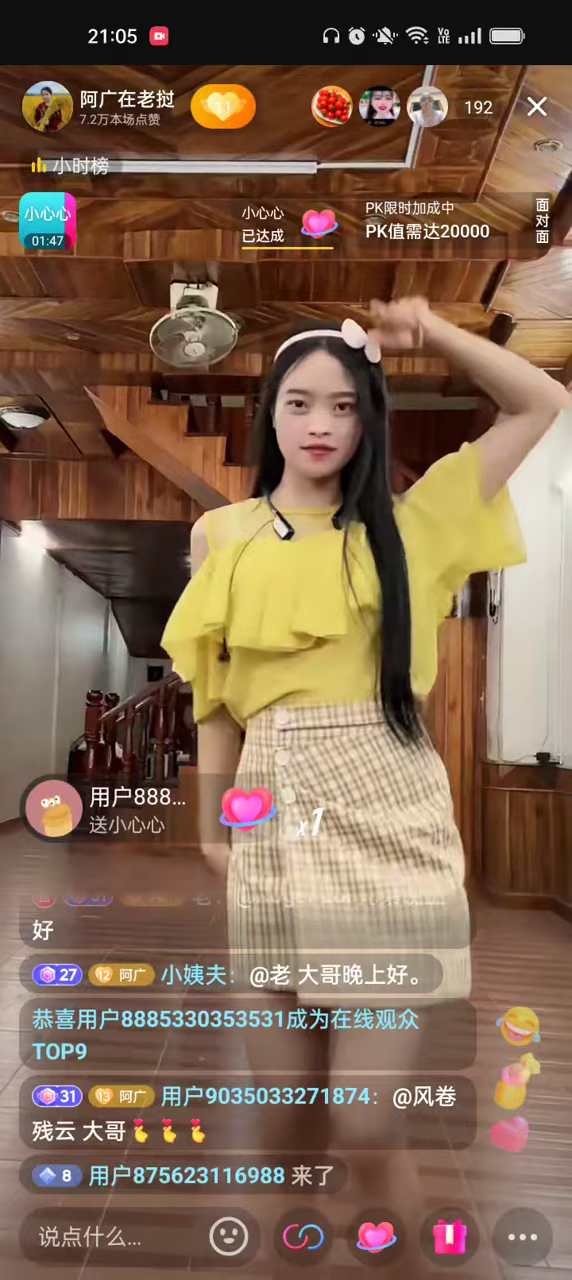 21:05
VoLTE
阿广在老挝
7.2万本场点赞
11
192
小时榜
小心心
01:47
小心心
已达成
PK限时加成中
PK值需达20000
面对面
用户888...
送小心心
x1
好
27 12 阿广 小姨夫：@老 大哥晚上好。
恭喜用户8885330353531成为在线观众
TOP9
31 13 阿广 用户9035033271874：@风卷
残云 大哥
8 用户875623116988 来了
说点什么...